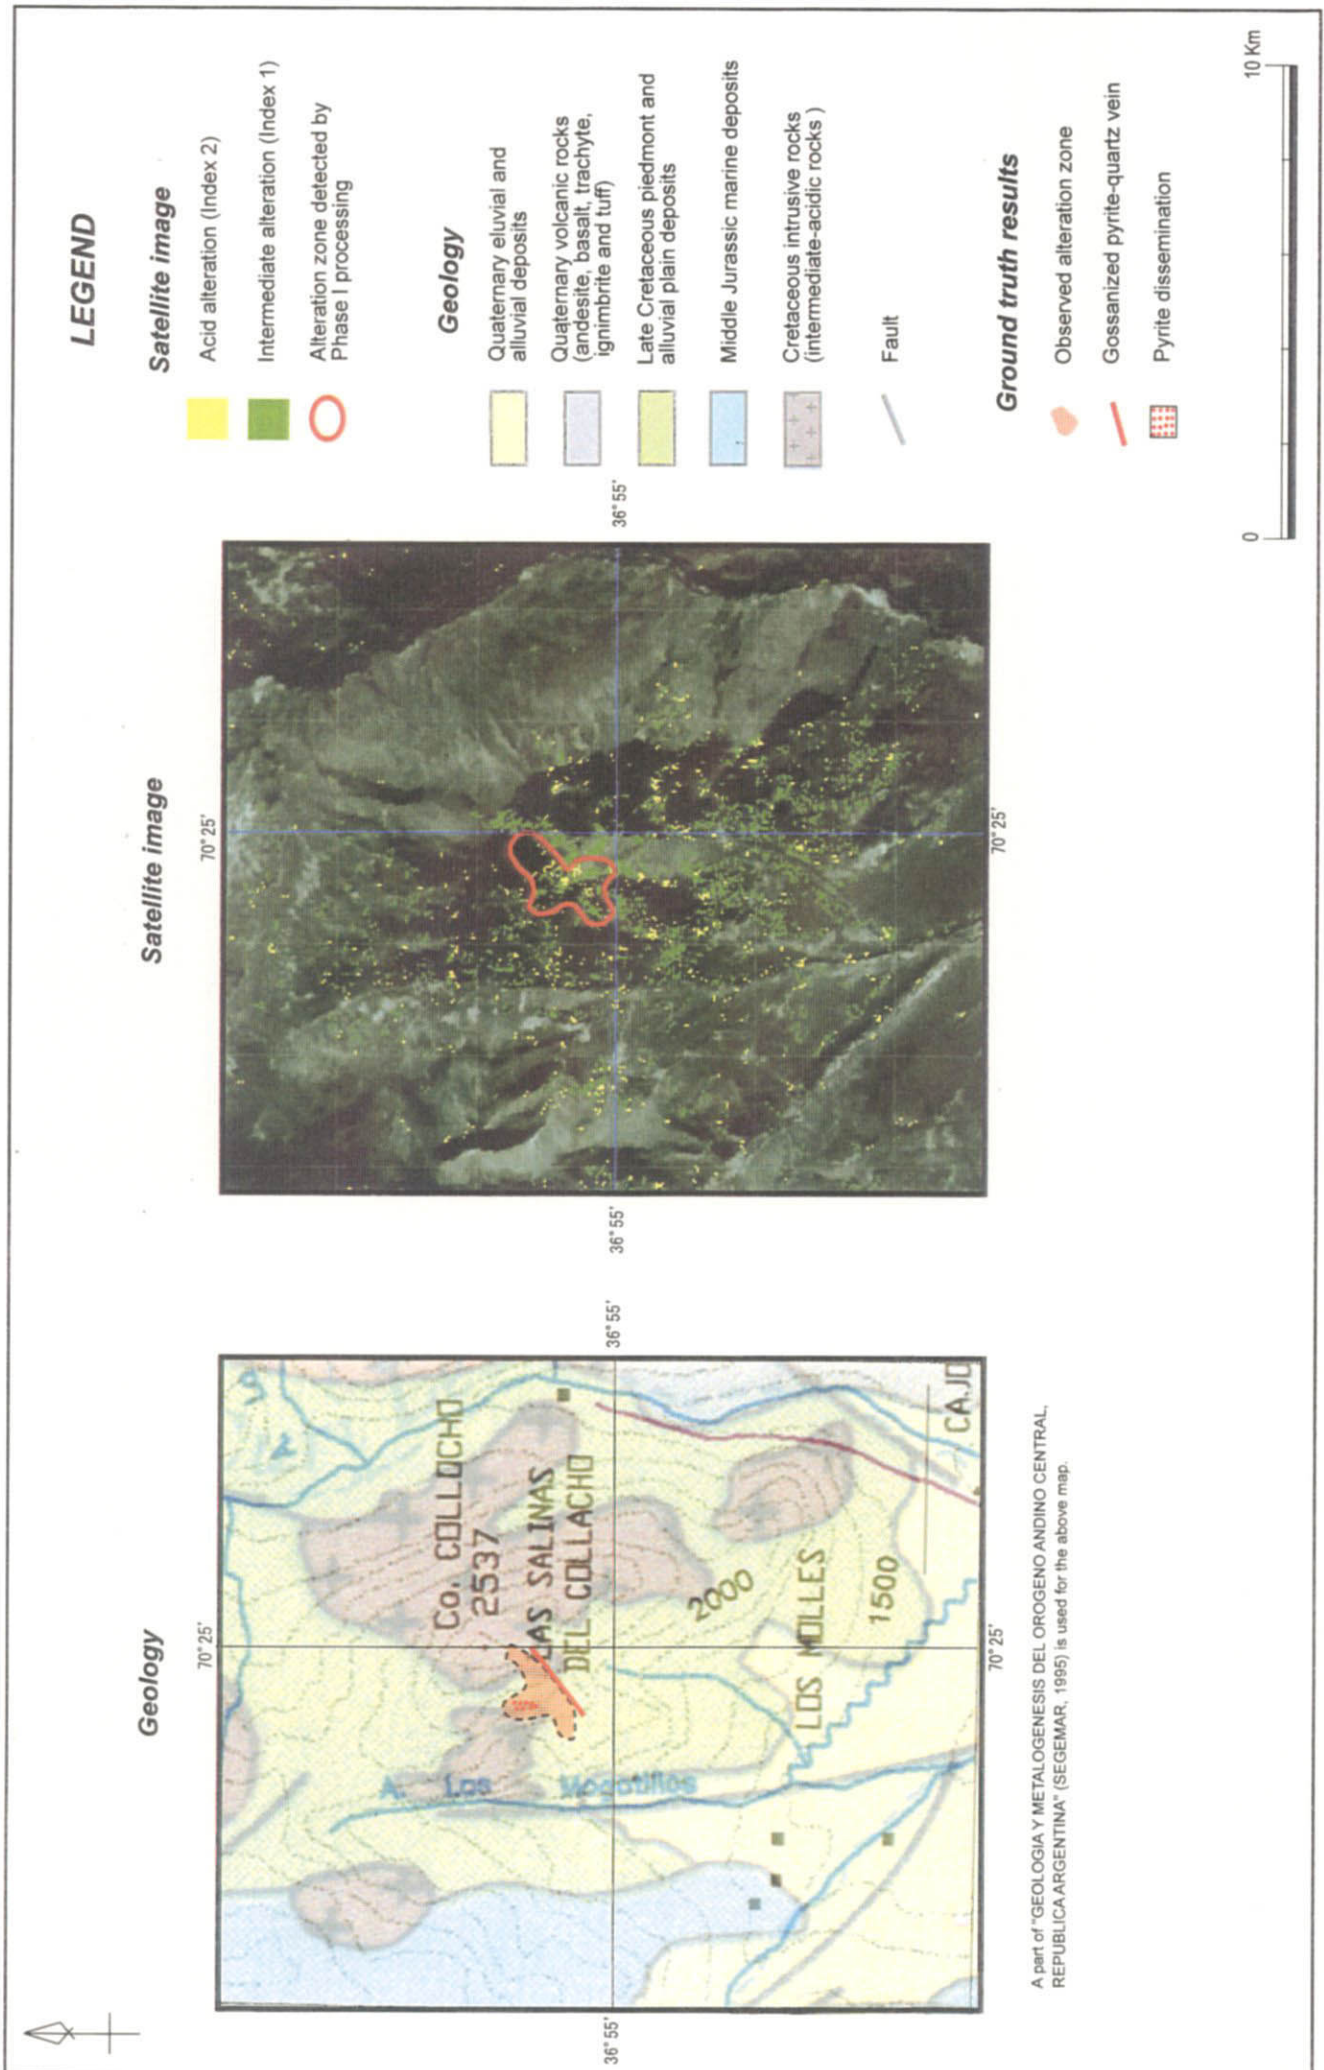 Geology
70° 25'
36° 55'
36° 55'
Co. COLLOCHO
2537
LAS SALINAS
DEL COLLACHO
2000
LOS MOLLES
1500
A. Los Mogotillos
CAJO
70° 25'
A part of "GEOLOGIA Y METALOGENESIS DEL OROGENO ANDINO CENTRAL,
REPUBLICA ARGENTINA" (SEGEMAR, 1995) is used for the above map.
Satellite image
70° 25'
36° 55'
36° 55'
70° 25'
LEGEND
Satellite image
Acid alteration (Index 2)
Intermediate alteration (Index 1)
Alteration zone detected by
Phase I processing
Geology
Quaternary eluvial and
alluvial deposits
Quaternary volcanic rocks
(andesite, basalt, trachyte,
ignimbrite and tuff)
Late Cretaceous piedmont and
alluvial plain deposits
Middle Jurassic marine deposits
Cretaceous intrusive rocks
(intermediate-acidic rocks )
Fault
Ground truth results
Observed alteration zone
Gossanized pyrite-quartz vein
Pyrite dissemination
0
10 Km